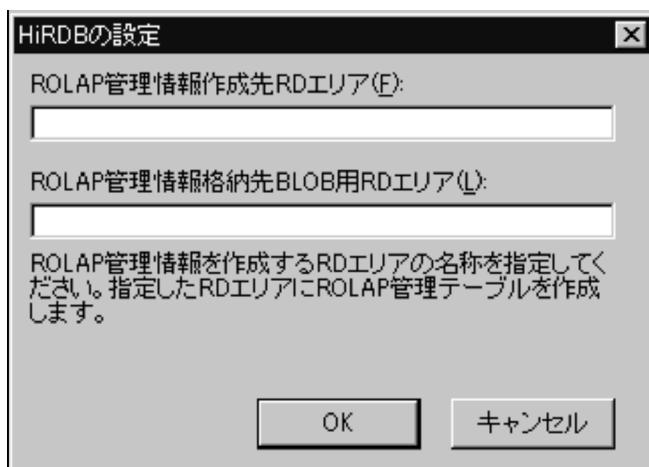 HiRDBの設定
ROLAP管理情報作成先RDエリア(F):
ROLAP管理情報格納先BLOB用RDエリア(L):
ROLAP管理情報を作成するRDエリアの名称を指定してく
ださい。指定したRDエリアにROLAP管理テーブルを作成
します。
OK
キャンセル